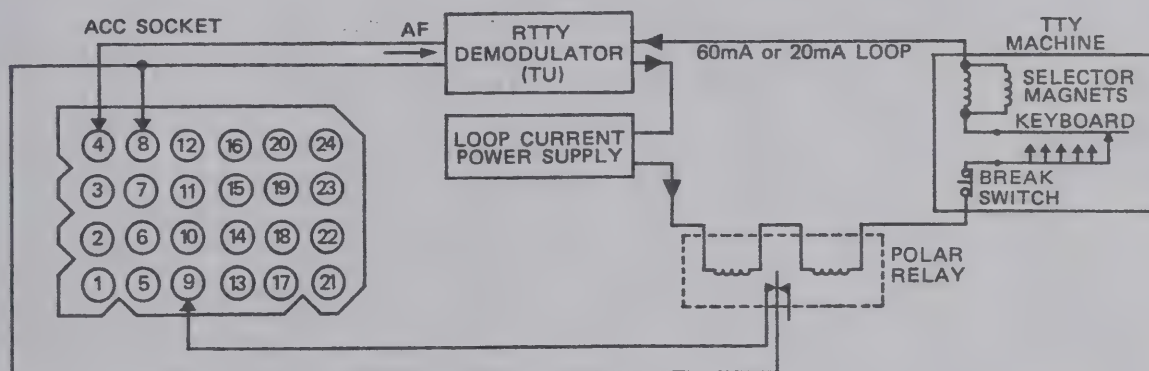 ACC SOCKET
AF
RTTY
DEMODULATOR
(TU)
60mA or 20mA LOOP
TTY
MACHINE
SELECTOR
MAGNETS
KEYBOARD
BREAK
SWITCH
LOOP CURRENT
POWER SUPPLY
POLAR
RELAY
4 8 12 16 20 24
3 7 11 15 19 23
2 6 10 14 18 22
1 5 9 13 17 21